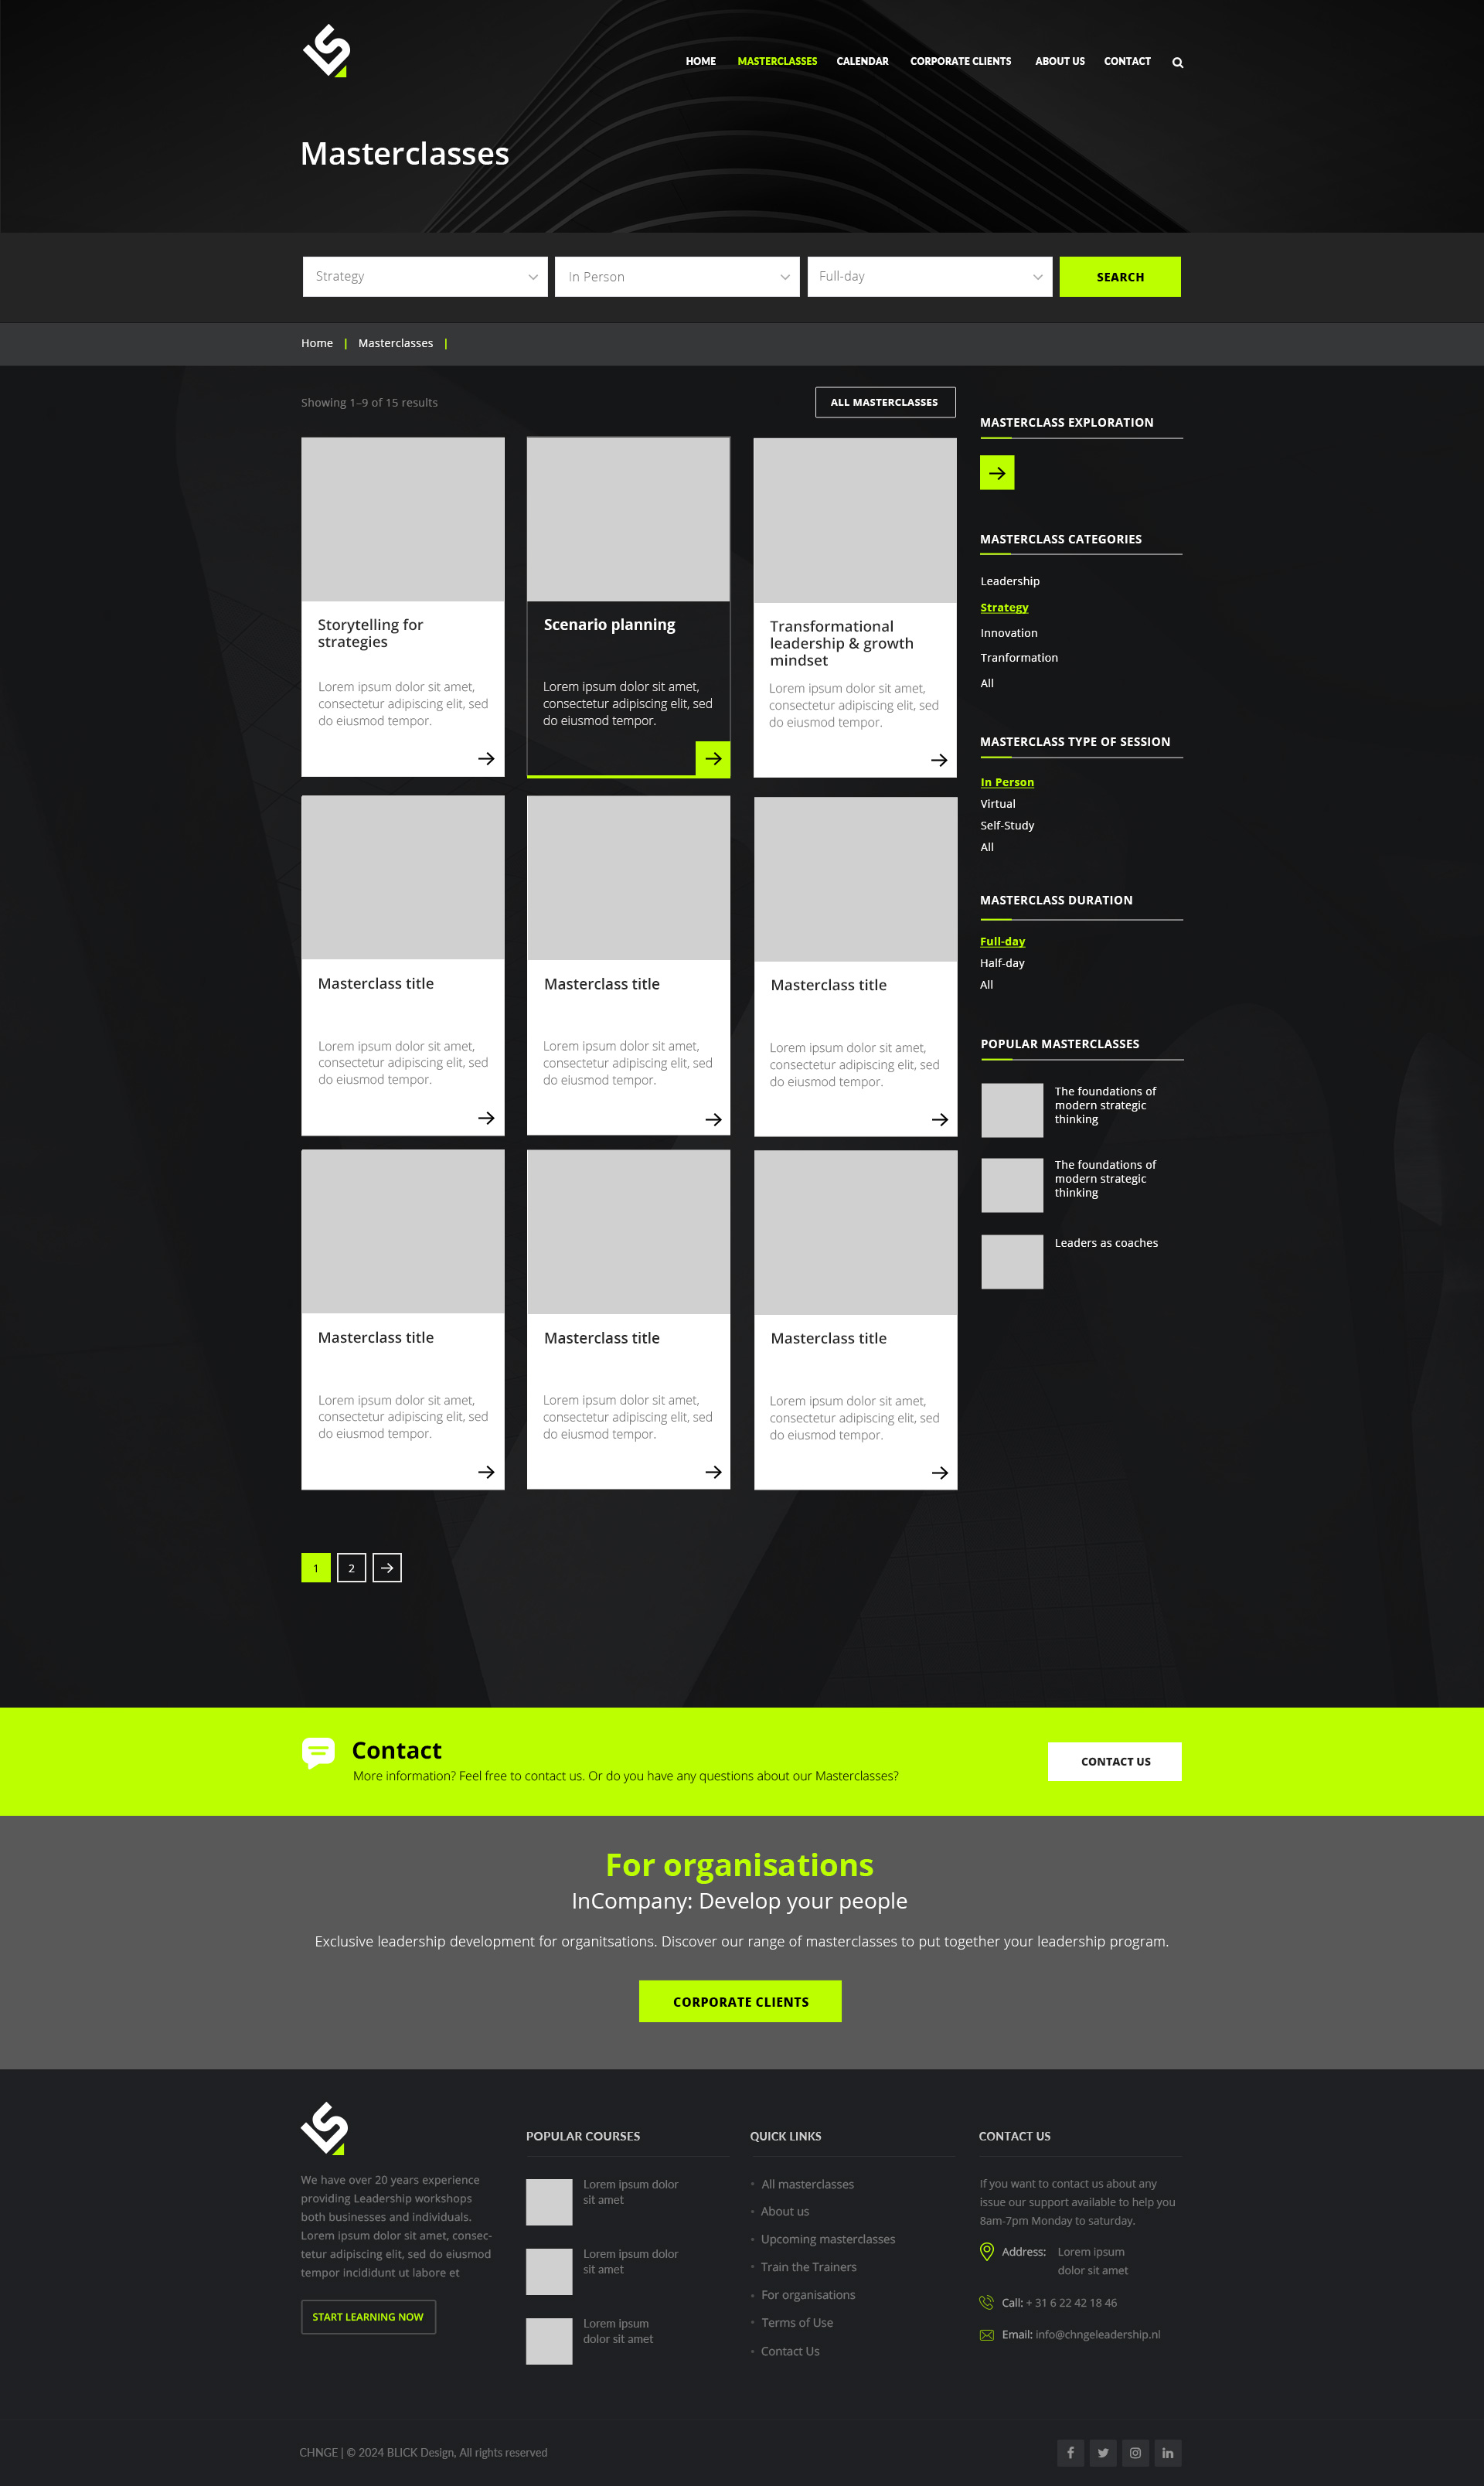 HOME MASTERCLASSES CALENDAR CORPORATE CLIENTS ABOUT US CONTACT
Masterclasses
Strategy In Person Full-day SEARCH
Home | Masterclasses |
Showing 1–9 of 15 results
ALL MASTERCLASSES
Storytelling for
strategies
Lorem ipsum dolor sit amet,
consectetur adipiscing elit, sed
do eiusmod tempor.
Scenario planning
Lorem ipsum dolor sit amet,
consectetur adipiscing elit, sed
do eiusmod tempor.
Transformational
leadership & growth
mindset
Lorem ipsum dolor sit amet,
consectetur adipiscing elit, sed
do eiusmod tempor.
Masterclass title
Lorem ipsum dolor sit amet,
consectetur adipiscing elit, sed
do eiusmod tempor.
Masterclass title
Lorem ipsum dolor sit amet,
consectetur adipiscing elit, sed
do eiusmod tempor.
Masterclass title
Lorem ipsum dolor sit amet,
consectetur adipiscing elit, sed
do eiusmod tempor.
Masterclass title
Lorem ipsum dolor sit amet,
consectetur adipiscing elit, sed
do eiusmod tempor.
Masterclass title
Lorem ipsum dolor sit amet,
consectetur adipiscing elit, sed
do eiusmod tempor.
Masterclass title
Lorem ipsum dolor sit amet,
consectetur adipiscing elit, sed
do eiusmod tempor.
1 2
MASTERCLASS EXPLORATION
MASTERCLASS CATEGORIES
Leadership
Strategy
Innovation
Tranformation
All
MASTERCLASS TYPE OF SESSION
In Person
Virtual
Self-Study
All
MASTERCLASS DURATION
Full-day
Half-day
All
POPULAR MASTERCLASSES
The foundations of
modern strategic
thinking
The foundations of
modern strategic
thinking
Leaders as coaches
Contact
More information? Feel free to contact us. Or do you have any questions about our Masterclasses?
CONTACT US
For organisations
InCompany: Develop your people
Exclusive leadership development for organitsations. Discover our range of masterclasses to put together your leadership program.
CORPORATE CLIENTS
We have over 20 years experience
providing Leadership workshops
both businesses and individuals.
Lorem ipsum dolor sit amet, consec-
tetur adipiscing elit, sed do eiusmod
tempor incididunt ut labore et
START LEARNING NOW
POPULAR COURSES
Lorem ipsum dolor
sit amet
Lorem ipsum dolor
sit amet
Lorem ipsum
dolor sit amet
QUICK LINKS
• All masterclasses
• About us
• Upcoming masterclasses
• Train the Trainers
• For organisations
• Terms of Use
• Contact Us
CONTACT US
If you want to contact us about any
issue our support available to help you
8am-7pm Monday to saturday.
Address: Lorem ipsum
dolor sit amet
Call: + 31 6 22 42 18 46
Email: info@chngeleadership.nl
CHNGE | © 2024 BLICK Design, All rights reserved